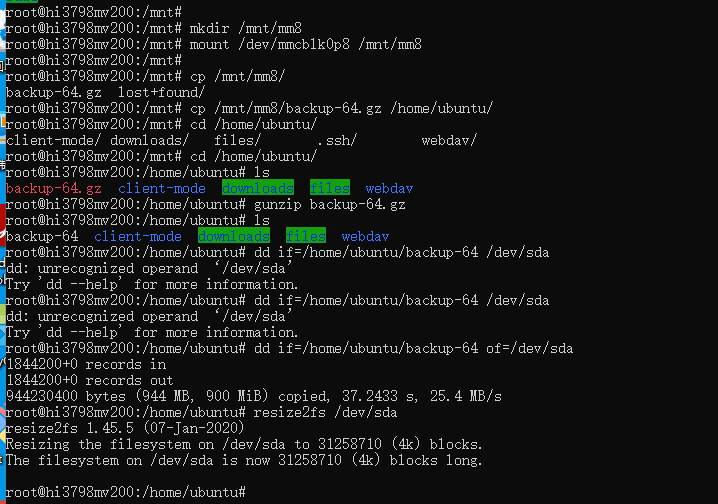 root@hi3798mv200:/mnt#
root@hi3798mv200:/mnt# mkdir /mnt/mm8
root@hi3798mv200:/mnt# mount /dev/mmcblk0p8 /mnt/mm8
root@hi3798mv200:/mnt#
root@hi3798mv200:/mnt# cp /mnt/mm8/
backup-64.gz  lost+found/
root@hi3798mv200:/mnt# cp /mnt/mm8/backup-64.gz /home/ubuntu/
root@hi3798mv200:/mnt# cd /home/ubuntu/
client-mode/ downloads/   files/       .ssh/        webdav/
root@hi3798mv200:/mnt# cd /home/ubuntu/
root@hi3798mv200:/home/ubuntu# ls
backup-64.gz  client-mode  downloads  files  webdav
root@hi3798mv200:/home/ubuntu# gunzip backup-64.gz
root@hi3798mv200:/home/ubuntu# ls
backup-64  client-mode  downloads  files  webdav
root@hi3798mv200:/home/ubuntu# dd if=/home/ubuntu/backup-64 /dev/sda
dd: unrecognized operand ‘/dev/sda’
Try 'dd --help' for more information.
root@hi3798mv200:/home/ubuntu# dd if=/home/ubuntu/backup-64 /dev/sda
dd: unrecognized operand ‘/dev/sda’
Try 'dd --help' for more information.
root@hi3798mv200:/home/ubuntu# dd if=/home/ubuntu/backup-64 of=/dev/sda
1844200+0 records in
1844200+0 records out
944230400 bytes (944 MB, 900 MiB) copied, 37.2433 s, 25.4 MB/s
root@hi3798mv200:/home/ubuntu# resize2fs /dev/sda
resize2fs 1.45.5 (07-Jan-2020)
Resizing the filesystem on /dev/sda to 31258710 (4k) blocks.
The filesystem on /dev/sda is now 31258710 (4k) blocks long.
root@hi3798mv200:/home/ubuntu#